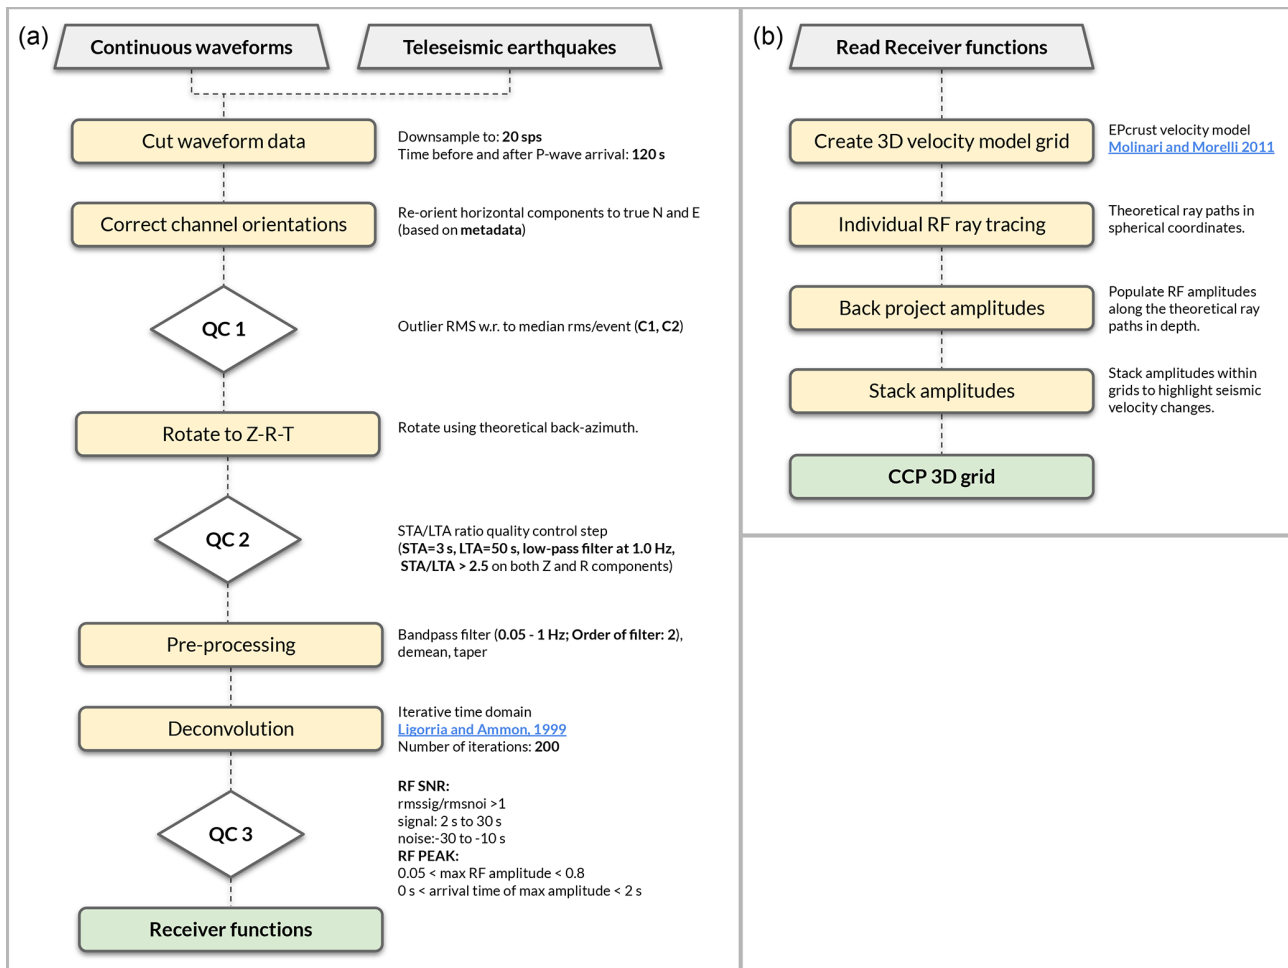 (a)
Continuous waveforms
Teleseismic earthquakes
Cut waveform data
Downsample to: 20 sps
Time before and after P-wave arrival: 120 s
Correct channel orientations
Re-orient horizontal components to true N and E
(based on metadata)
QC 1
Outlier RMS w.r. to median rms/event (C1, C2)
Rotate to Z-R-T
Rotate using theoretical back-azimuth.
QC 2
STA/LTA ratio quality control step
(STA=3 s, LTA=50 s, low-pass filter at 1.0 Hz,
STA/LTA > 2.5 on both Z and R components)
Pre-processing
Bandpass filter (0.05 - 1 Hz; Order of filter: 2),
demean, taper
Deconvolution
Iterative time domain
Ligorria and Ammon, 1999
Number of iterations: 200
QC 3
RF SNR:
rmssig/rmsnoi >1
signal: 2 s to 30 s
noise:-30 to -10 s
RF PEAK:
0.05 < max RF amplitude < 0.8
0 s < arrival time of max amplitude < 2 s
Receiver functions
(b)
Read Receiver functions
Create 3D velocity model grid
EPcrust velocity model
Molinari and Morelli 2011
Individual RF ray tracing
Theoretical ray paths in
spherical coordinates.
Back project amplitudes
Populate RF amplitudes
along the theoretical ray
paths in depth.
Stack amplitudes
Stack amplitudes within
grids to highlight seismic
velocity changes.
CCP 3D grid